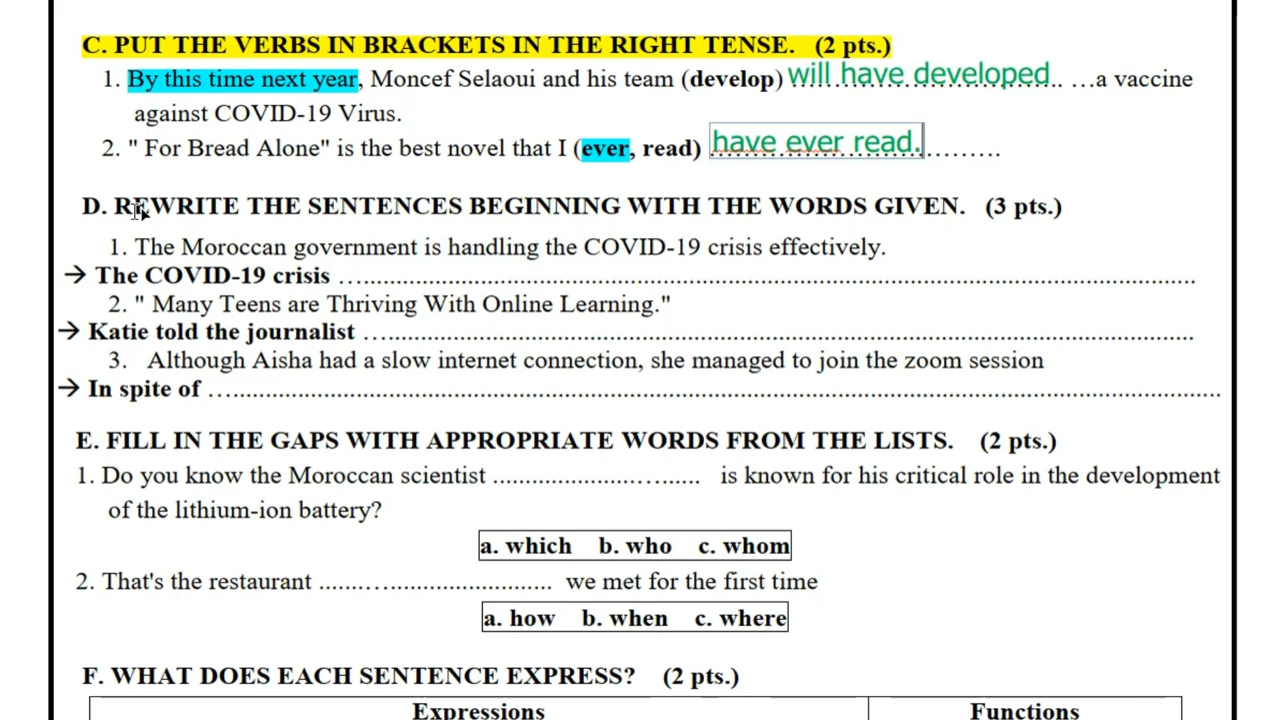 C. PUT THE VERBS IN BRACKETS IN THE RIGHT TENSE. (2 pts.)
1. By this time next year, Moncef Selaoui and his team (develop) will have developed.. …a vaccine
against COVID-19 Virus.
2. " For Bread Alone" is the best novel that I (ever, read) have ever read. ………
D. REWRITE THE SENTENCES BEGINNING WITH THE WORDS GIVEN. (3 pts.)
1. The Moroccan government is handling the COVID-19 crisis effectively.
→ The COVID-19 crisis ….......................................................................................................................................
2. " Many Teens are Thriving With Online Learning."
→ Katie told the journalist ….................................................................................................................................
3. Although Aisha had a slow internet connection, she managed to join the zoom session
→ In spite of ….........................................................................................................................................................
E. FILL IN THE GAPS WITH APPROPRIATE WORDS FROM THE LISTS. (2 pts.)
1. Do you know the Moroccan scientist .......................….…... is known for his critical role in the development
of the lithium-ion battery?
a. which b. who c. whom
2. That's the restaurant ......….......................... we met for the first time
a. how b. when c. where
F. WHAT DOES EACH SENTENCE EXPRESS? (2 pts.)
Expressions Functions